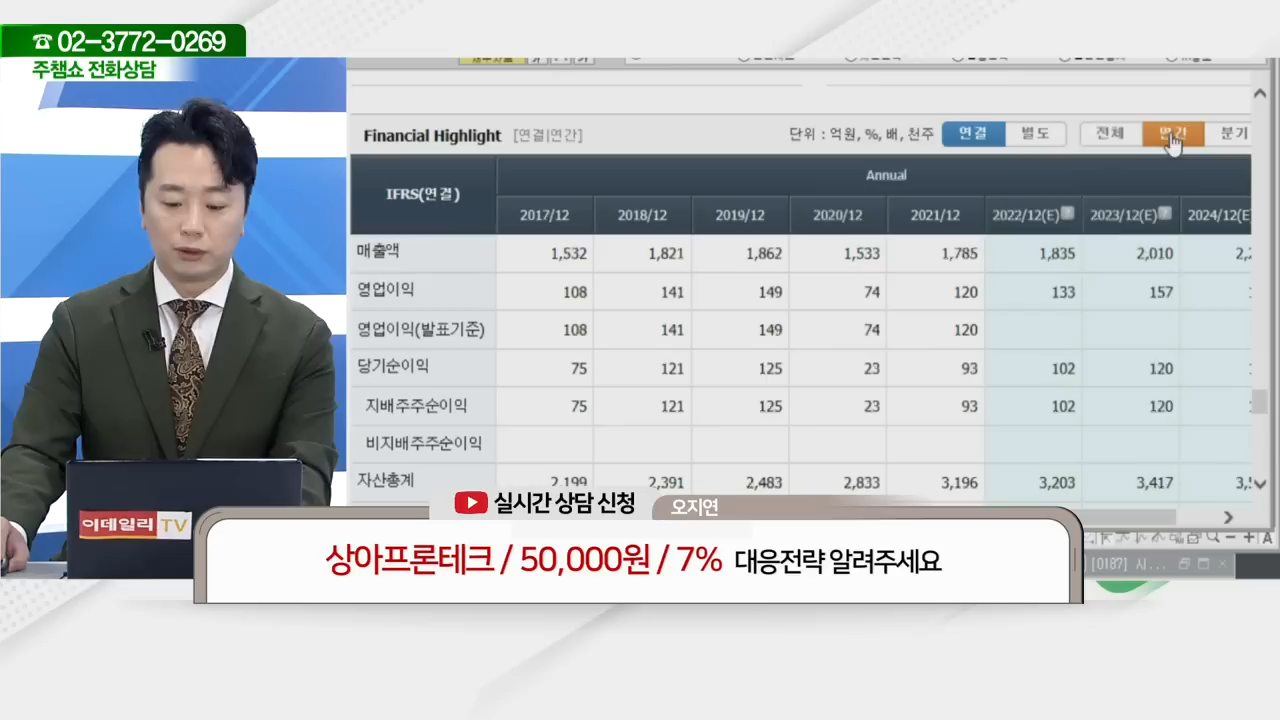 ☎ 02-3772-0269
주챔쇼 전화상담
Financial Highlight [연결|연간] 단위 : 억원, %, 배, 천주 연결 별도 전체 연간 분기
IFRS(연결) Annual
2017/12 2018/12 2019/12 2020/12 2021/12 2022/12(E) 2023/12(E) 2024/12(E
매출액 1,532 1,821 1,862 1,533 1,785 1,835 2,010
영업이익 108 141 149 74 120 133 157
영업이익(발표기준) 108 141 149 74 120
당기순이익 75 121 125 23 93 102 120
지배주주순이익 75 121 125 23 93 102 120
비지배주주순이익
자산총계 2,199 2,391 2,483 2,833 3,196 3,203 3,417
실시간 상담 신청 오지연
이데일리 TV
상아프론테크 / 50,000원 / 7% 대응전략 알려주세요
[0187] 시...